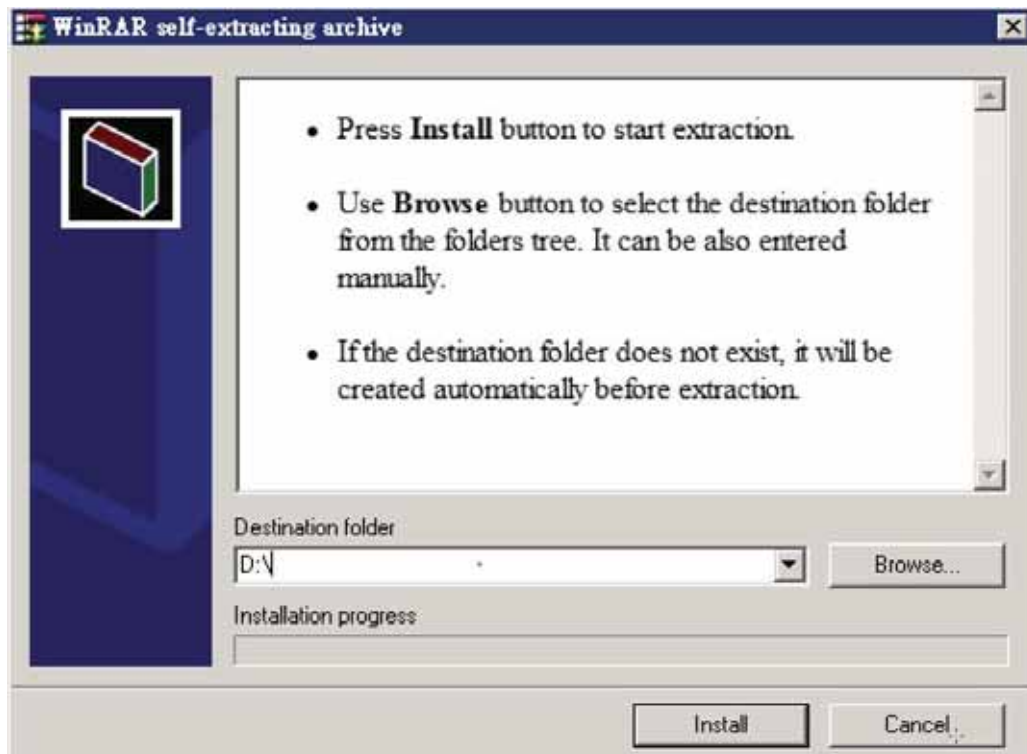 WinRAR self-extracting archive
• Press Install button to start extraction.
• Use Browse button to select the destination folder
from the folders tree. It can be also entered
manually.
• If the destination folder does not exist, it will be
created automatically before extraction.
Destination folder
D:\
Browse...
Installation progress
Install
Cancel